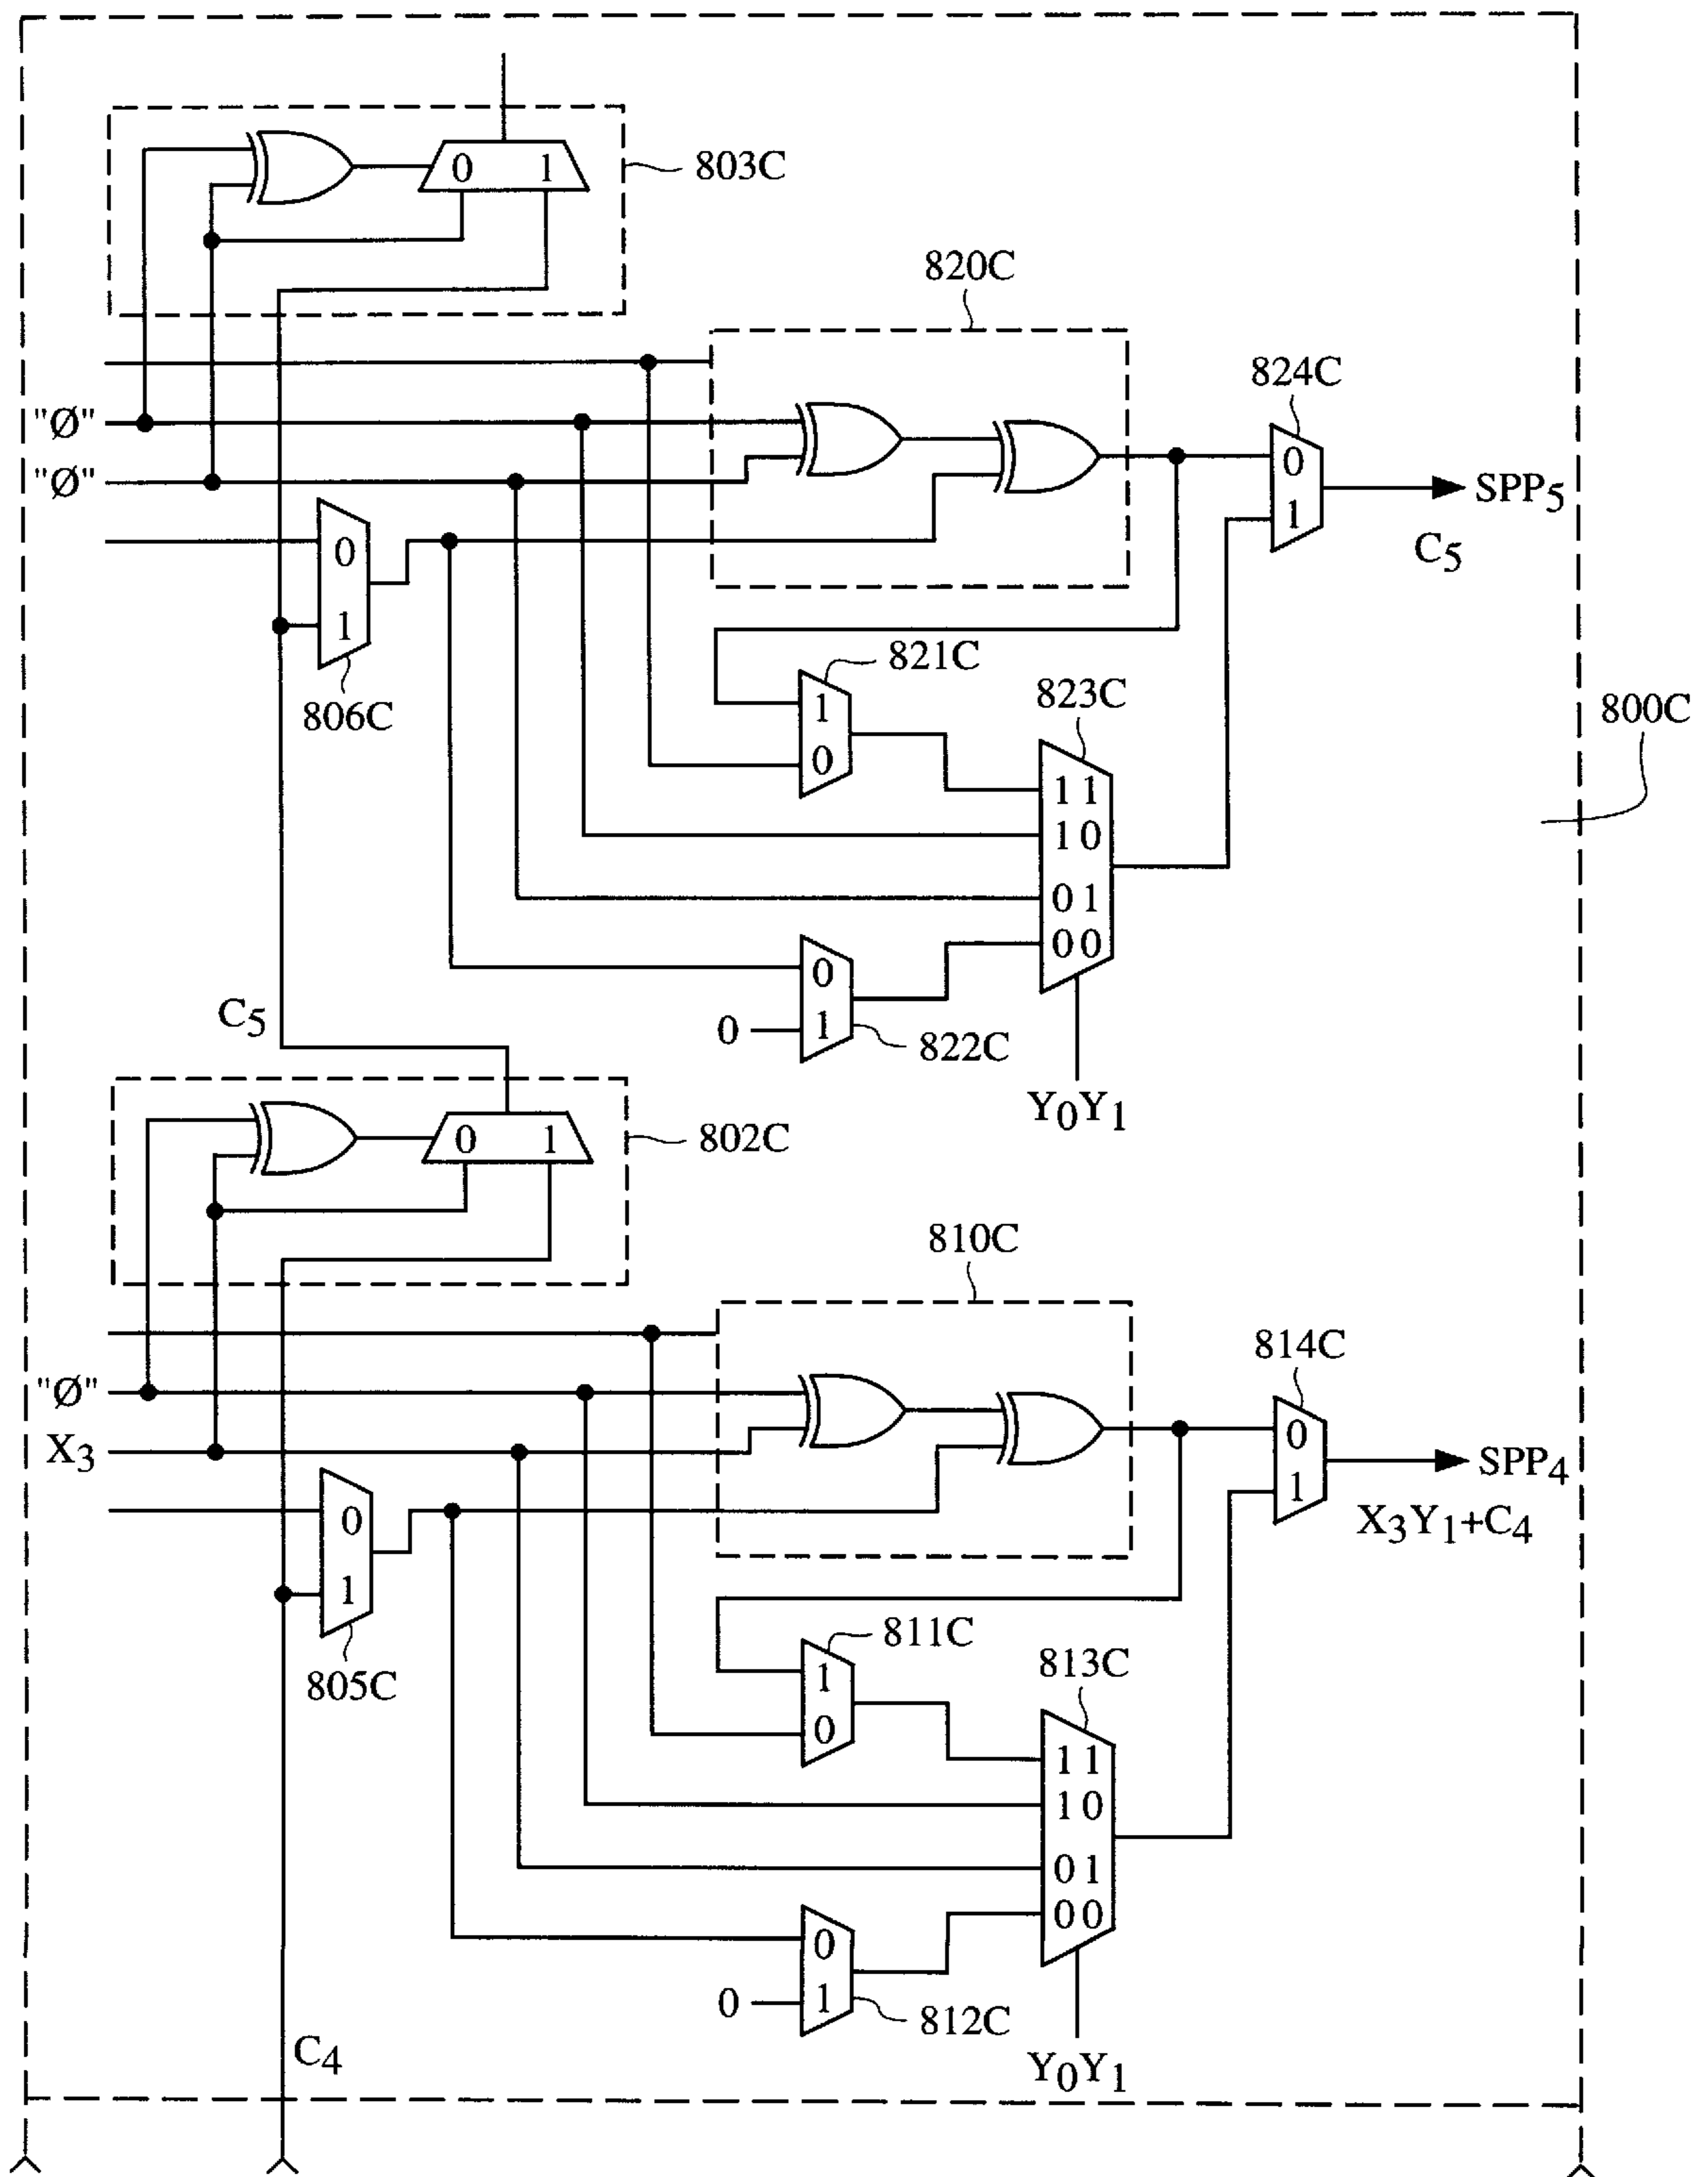 0 1
803C
820C
824C
"Ø"
0
SPP5
"Ø"
1
C5
0
1
821C
806C
1
0
823C
800C
11
10
01
00
0
0 1
822C
C5
Y0Y1
0 1
802C
810C
814C
"Ø"
0
X3
SPP4
1
X3Y1+C4
0
1
811C
805C
1
0
813C
11
10
01
00
0
0 1
812C
C4
Y0Y1